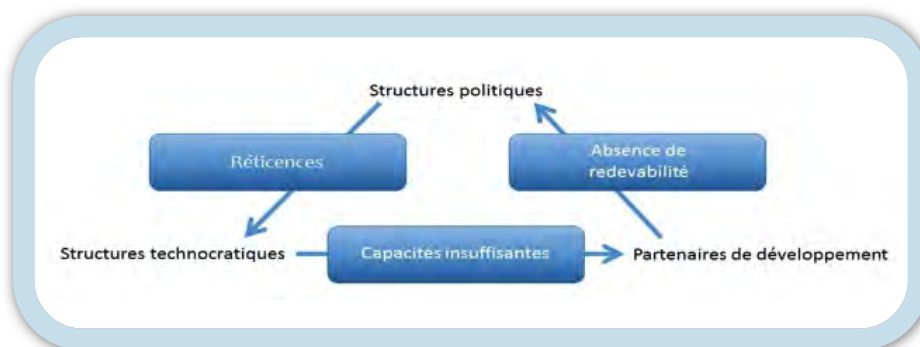 Structures politiques
Réticences
Absence de
redevabilité
Structures technocratiques
Capacités insuffisantes
Partenaires de développement